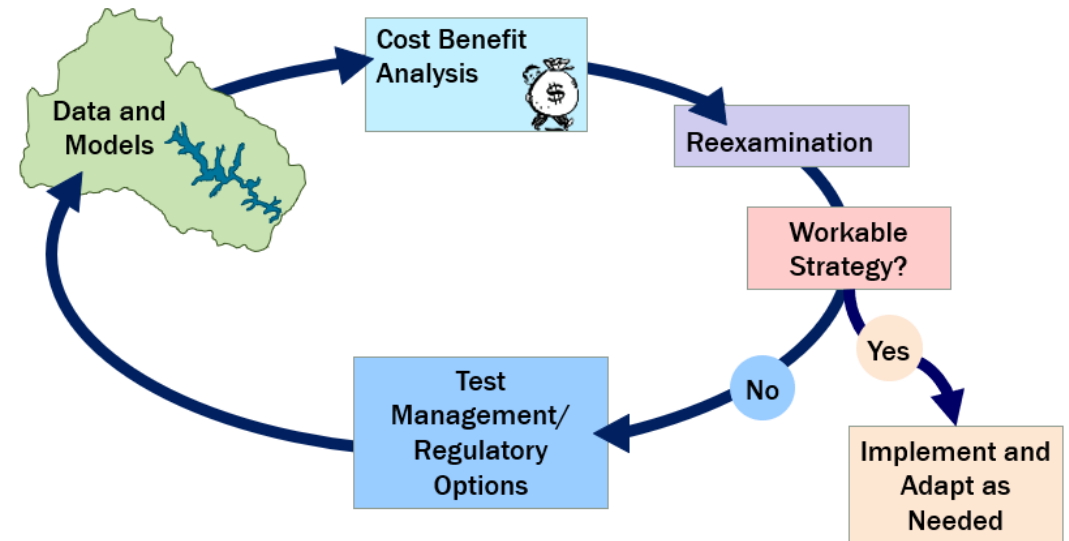 Data and
Models
Cost Benefit
Analysis
$
Reexamination
Workable
Strategy?
Yes
No
Test
Management/
Regulatory
Options
Implement and
Adapt as
Needed